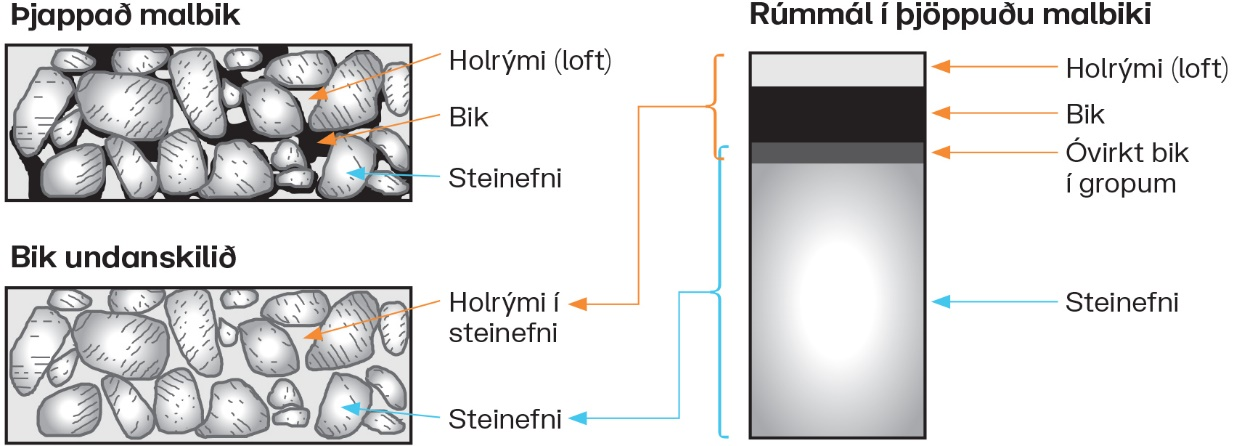 Þjappað malbik
Holrými (loft)
Bik
Steinefni
Bik undanskilið
Holrými í
steinefni
Steinefni
Rúmmál í þjöppuðu malbiki
Holrými (loft)
Bik
Óvirkt bik
í gropum
Steinefni